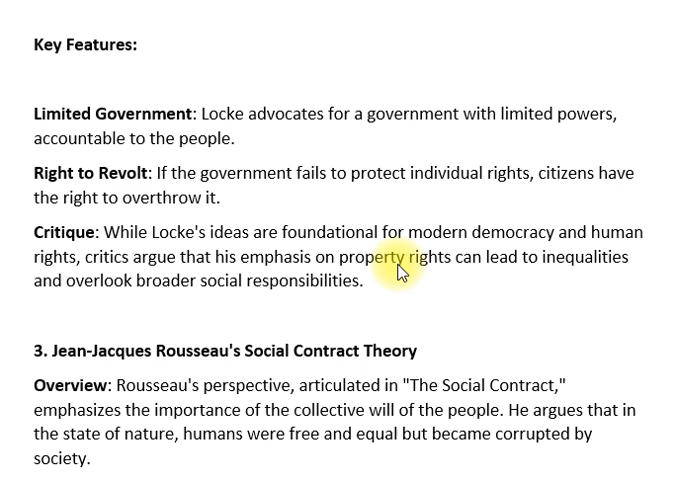 Key Features:
Limited Government: Locke advocates for a government with limited powers,
accountable to the people.
Right to Revolt: If the government fails to protect individual rights, citizens have
the right to overthrow it.
Critique: While Locke's ideas are foundational for modern democracy and human
rights, critics argue that his emphasis on property rights can lead to inequalities
and overlook broader social responsibilities.
3. Jean-Jacques Rousseau's Social Contract Theory
Overview: Rousseau's perspective, articulated in "The Social Contract,"
emphasizes the importance of the collective will of the people. He argues that in
the state of nature, humans were free and equal but became corrupted by
society.